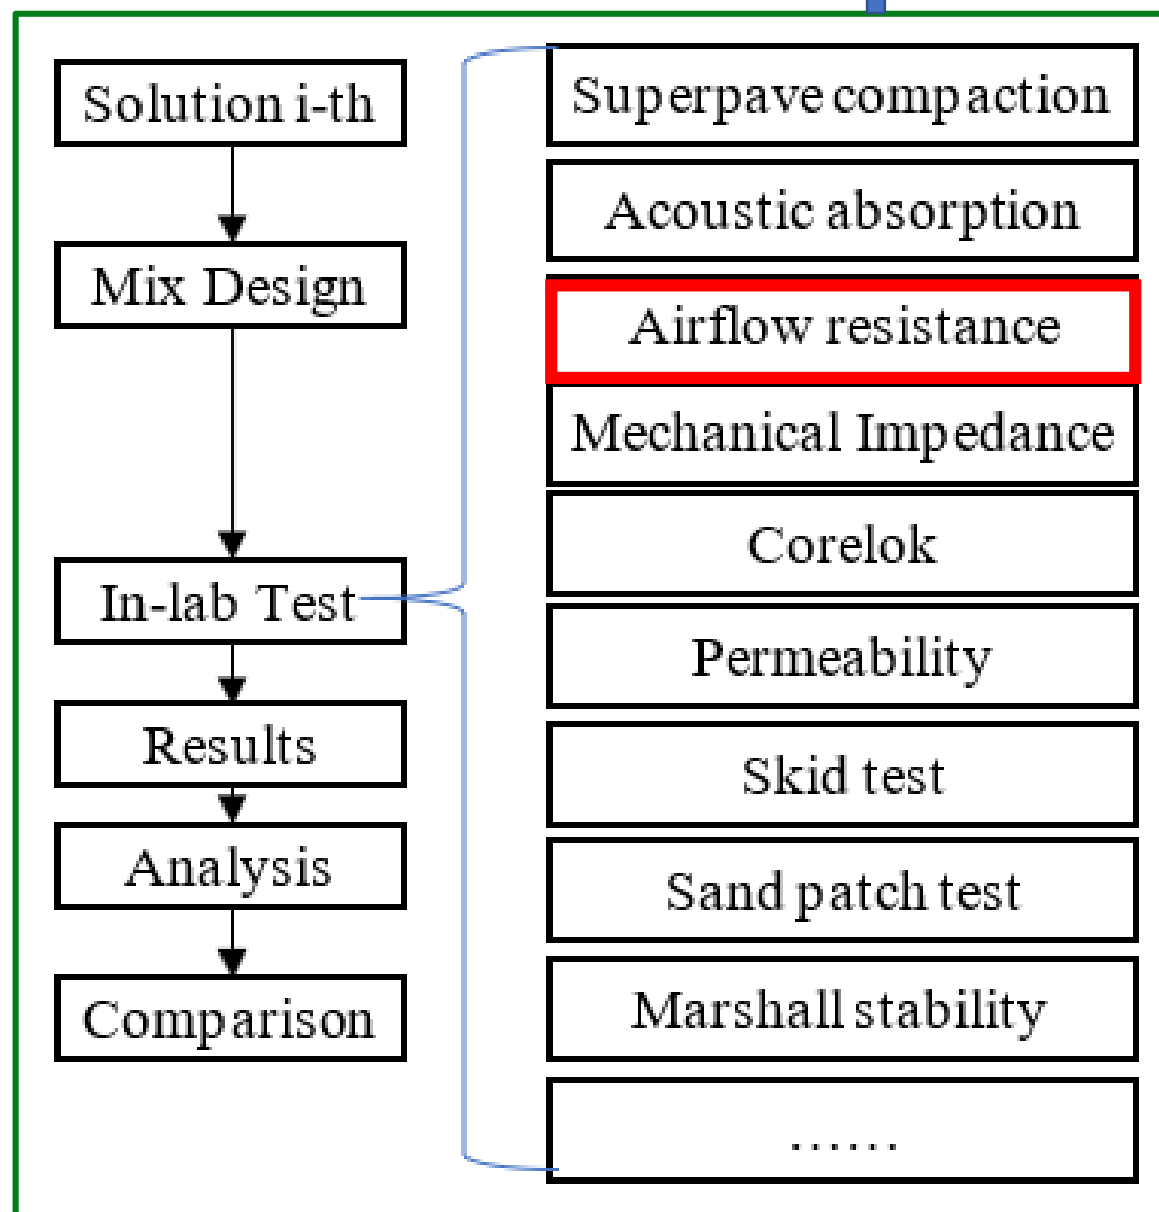 Solution i-th
Mix Design
In-lab Test
Results
Analysis
Comparison
Superpave compaction
Acoustic absorption
Airflow resistance
Mechanical Impedance
Corelok
Permeability
Skid test
Sand patch test
Marshall stability
......